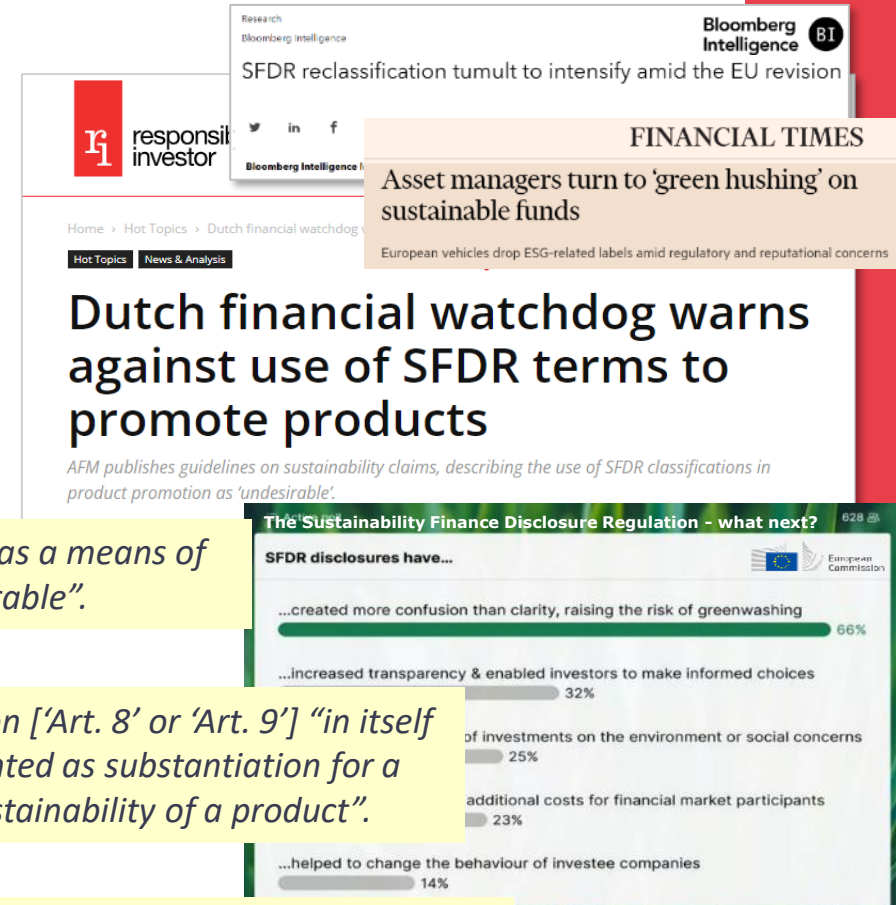 Research
Bloomberg Intelligence
Bloomberg
Intelligence
BI
SFDR reclassification tumult to intensify amid the EU revision
ri
investor
in
f
Bloomberg Intelligence
FINANCIAL TIMES
Asset managers turn to ‘green hushing’ on
sustainable funds
European vehicles drop ESG-related labels amid regulatory and reputational concerns
Home › Hot Topics › Dutch financial watchdog
Hot Topics
News & Analysis
Dutch financial watchdog warns
against use of SFDR terms to
promote products
AFM publishes guidelines on sustainability claims, describing the use of SFDR classifications in
product promotion as ‘undesirable’.
as a means of
The Sustainability Finance Disclosure Regulation - what next?
628
SFDR disclosures have...
European
Commission
...created more confusion than clarity, raising the risk of greenwashing
66%
...increased transparency & enabled investors to make informed choices
32%
[‘Art. 8’ or ‘Art. 9’] “in itself
as substantiation for a
of a product”.
of investments on the environment or social concerns
25%
additional costs for financial market participants
23%
...helped to change the behaviour of investee companies
14%